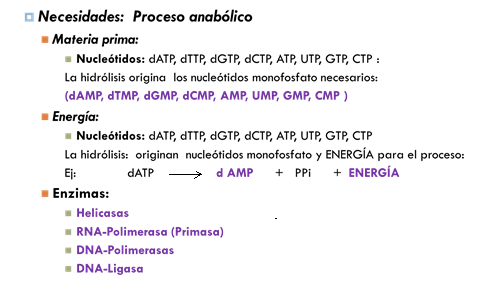 Necesidades: Proceso anabólico
Materia prima:
Nucleótidos: dATP, dTTP, dGTP, dCTP, ATP, UTP, GTP, CTP :
La hidrólisis origina los nucleótidos monofosfato necesarios:
(dAMP, dTMP, dGMP, dCMP, AMP, UMP, GMP, CMP )
Energía:
Nucleótidos: dATP, dTTP, dGTP, dCTP, ATP, UTP, GTP, CTP
La hidrólisis: originan nucleótidos monofosfato y ENERGÍA para el proceso:
Ej: dATP ⟶ d AMP + PPi + ENERGÍA
Enzimas:
Helicasas
RNA-Polimerasa (Primasa)
DNA-Polimerasas
DNA-Ligasa